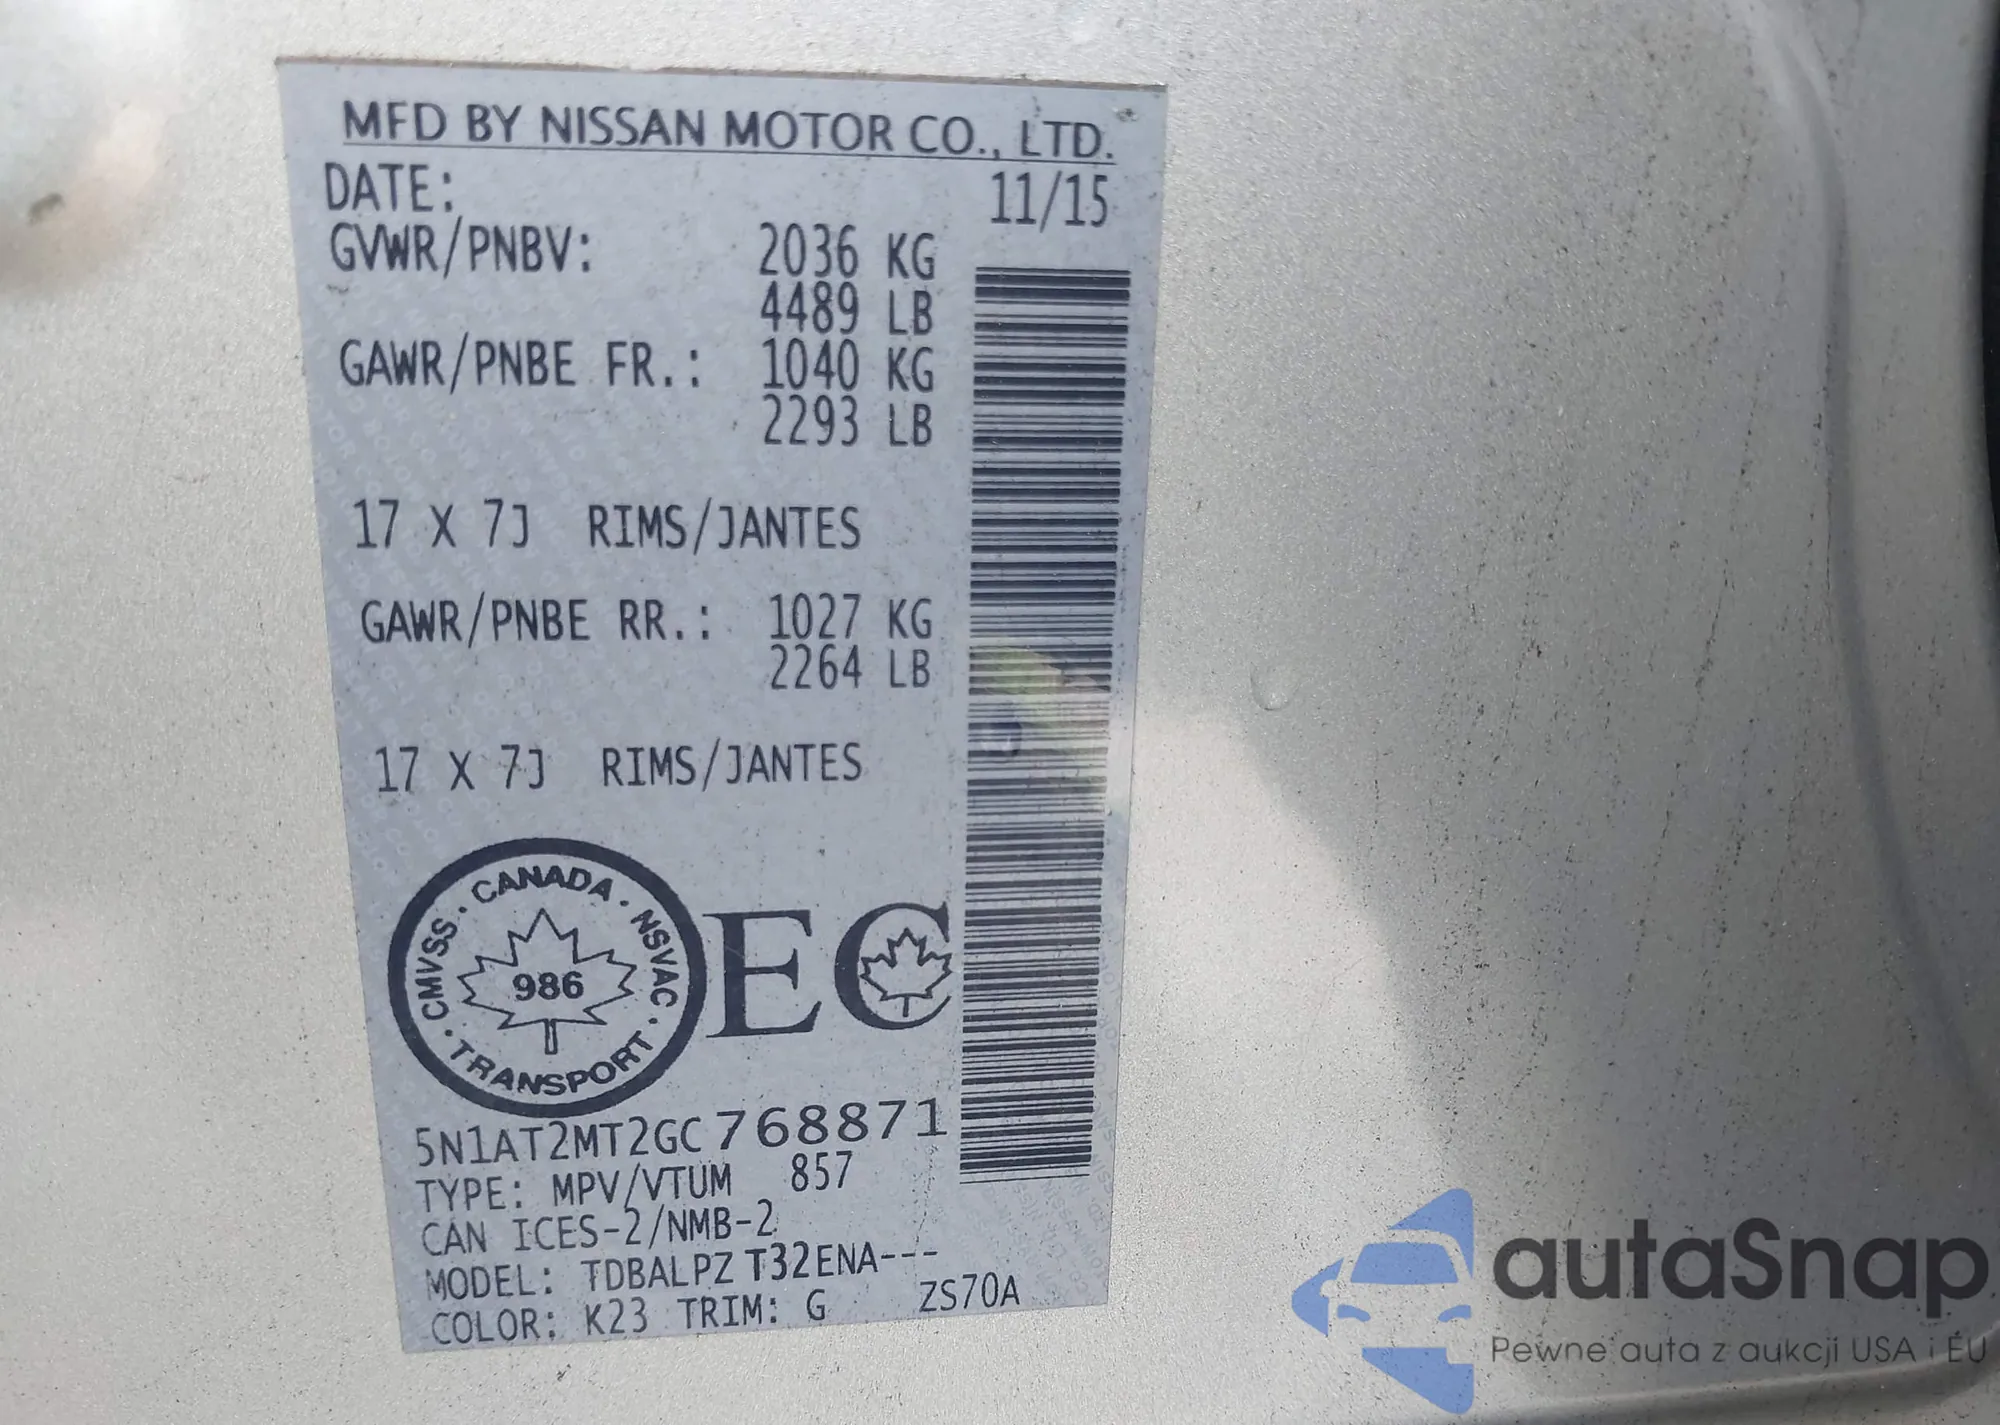 MFD BY NISSAN MOTOR CO., LTD.
DATE: 11/15
GVWR/PNBV: 2036 KG
4489 LB
GAWR/PNBE FR.: 1040 KG
2293 LB
17 X 7J RIMS/JANTES
GAWR/PNBE RR.: 1027 KG
2264 LB
17 X 7J RIMS/JANTES
CMVSS · CANADA · NSVAC · TRANSPORT ·
986
EC
5N1AT2MT2GC768871
TYPE: MPV/VTUM 857
CAN ICES-2/NMB-2
MODEL: TDBALPZ T32ENA---
COLOR: K23 TRIM: G ZS70A
autaSnap
Pewne auta z aukcji USA i EU